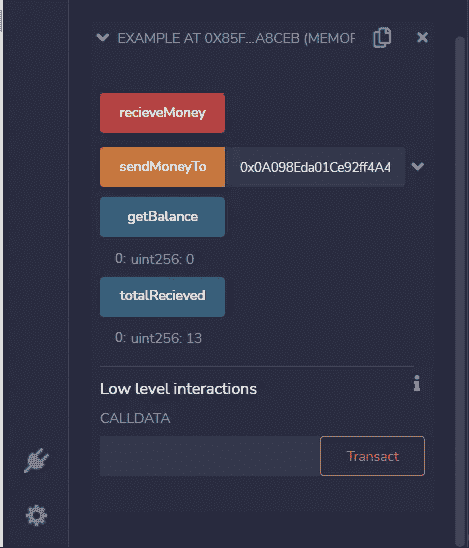 EXAMPLE AT 0X85F...A8CEB (MEMOR
recieveMoney
sendMoneyTo 0x0A098Eda01Ce92ff4A4
getBalance
0: uint256: 0
totalRecieved
0: uint256: 13
Low level interactions
CALLDATA
Transact